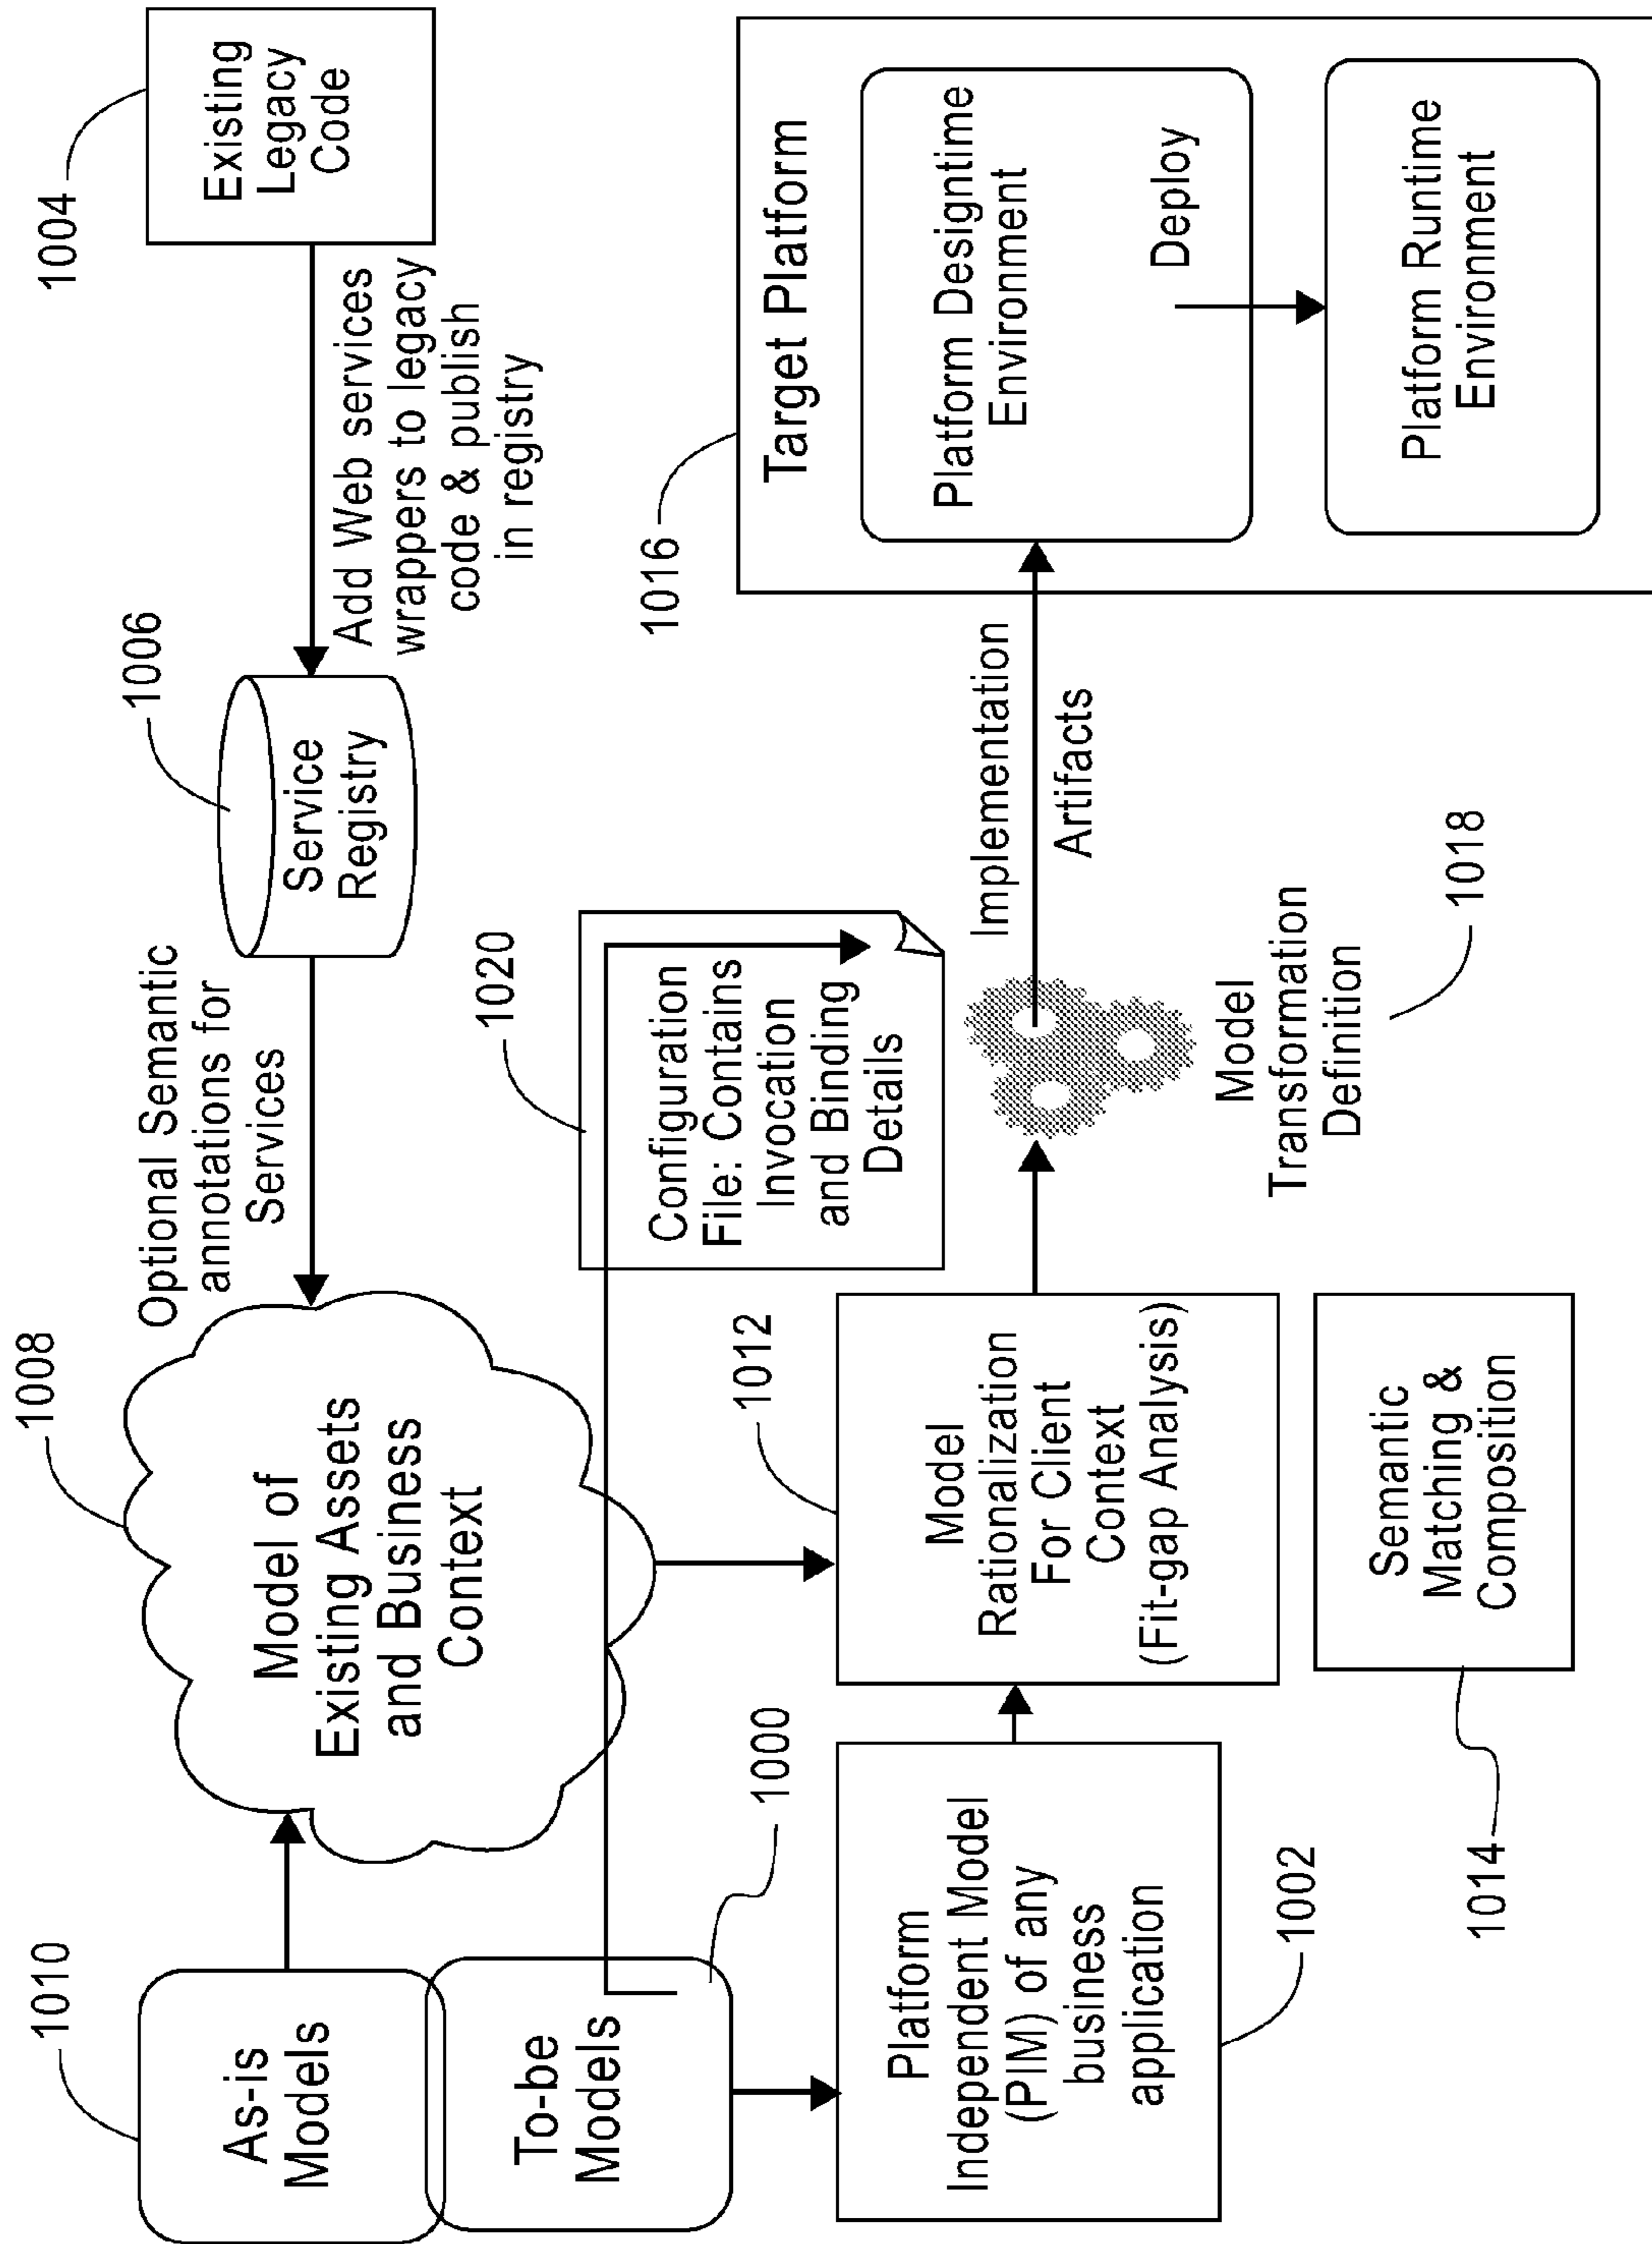 1010
As-is
Models
To-be
Models
1000
1008
Model of
Existing Assets
and Business
Context
Optional Semantic
annotations for
Services
1006
Service
Registry
Add Web services
wrappers to legacy
code & publish
in registry
1004
Existing
Legacy
Code
1020
Configuration
File: Contains
Invocation
and Binding
Details
Platform
Independent Model
(PIM) of any
business
application
1002
1012
Model
Rationalization
For Client
Context
(Fit-gap Analysis)
Semantic
Matching &
Composition
1014
Model
Transformation
Definition
1018
Implementation
Artifacts
1016
Target Platform
Platform Designtime
Environment
Deploy
Platform Runtime
Environment